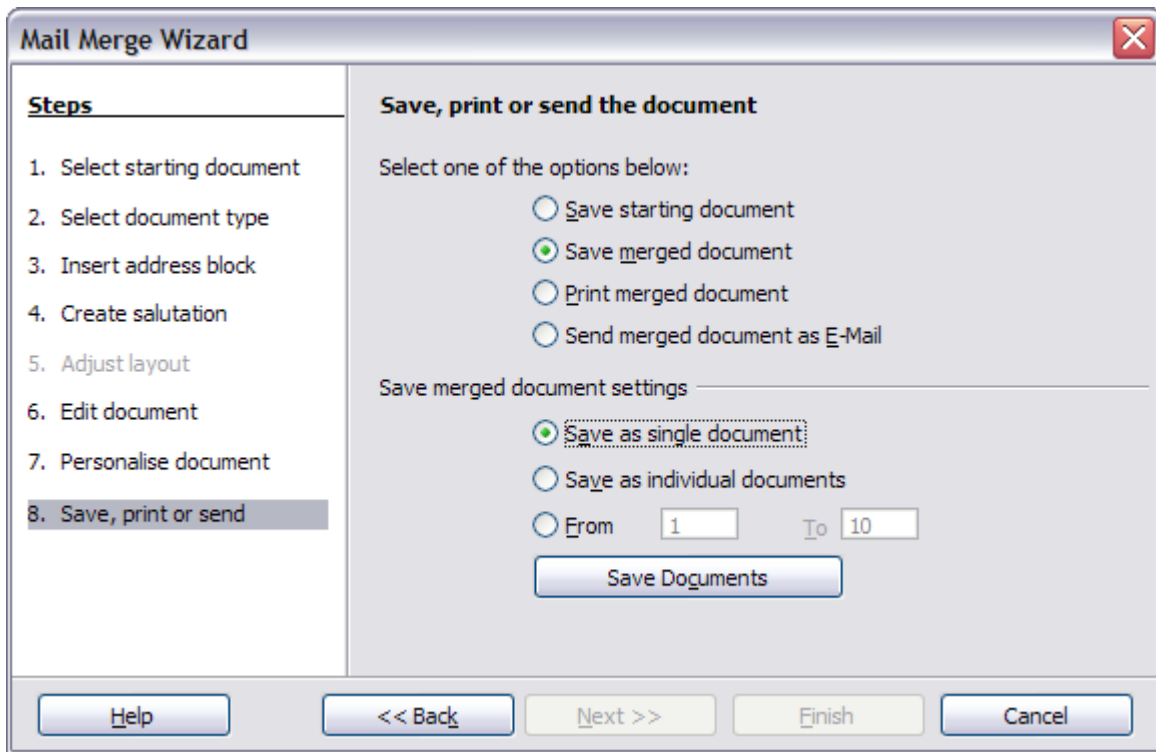 Mail Merge Wizard
Steps
1. Select starting document
2. Select document type
3. Insert address block
4. Create salutation
5. Adjust layout
6. Edit document
7. Personalise document
8. Save, print or send
Save, print or send the document
Select one of the options below:
Save starting document
Save merged document
Print merged document
Send merged document as E-Mail
Save merged document settings
Save as single document
Save as individual documents
From 1 To 10
Save Documents
Help << Back Next >> Finish Cancel